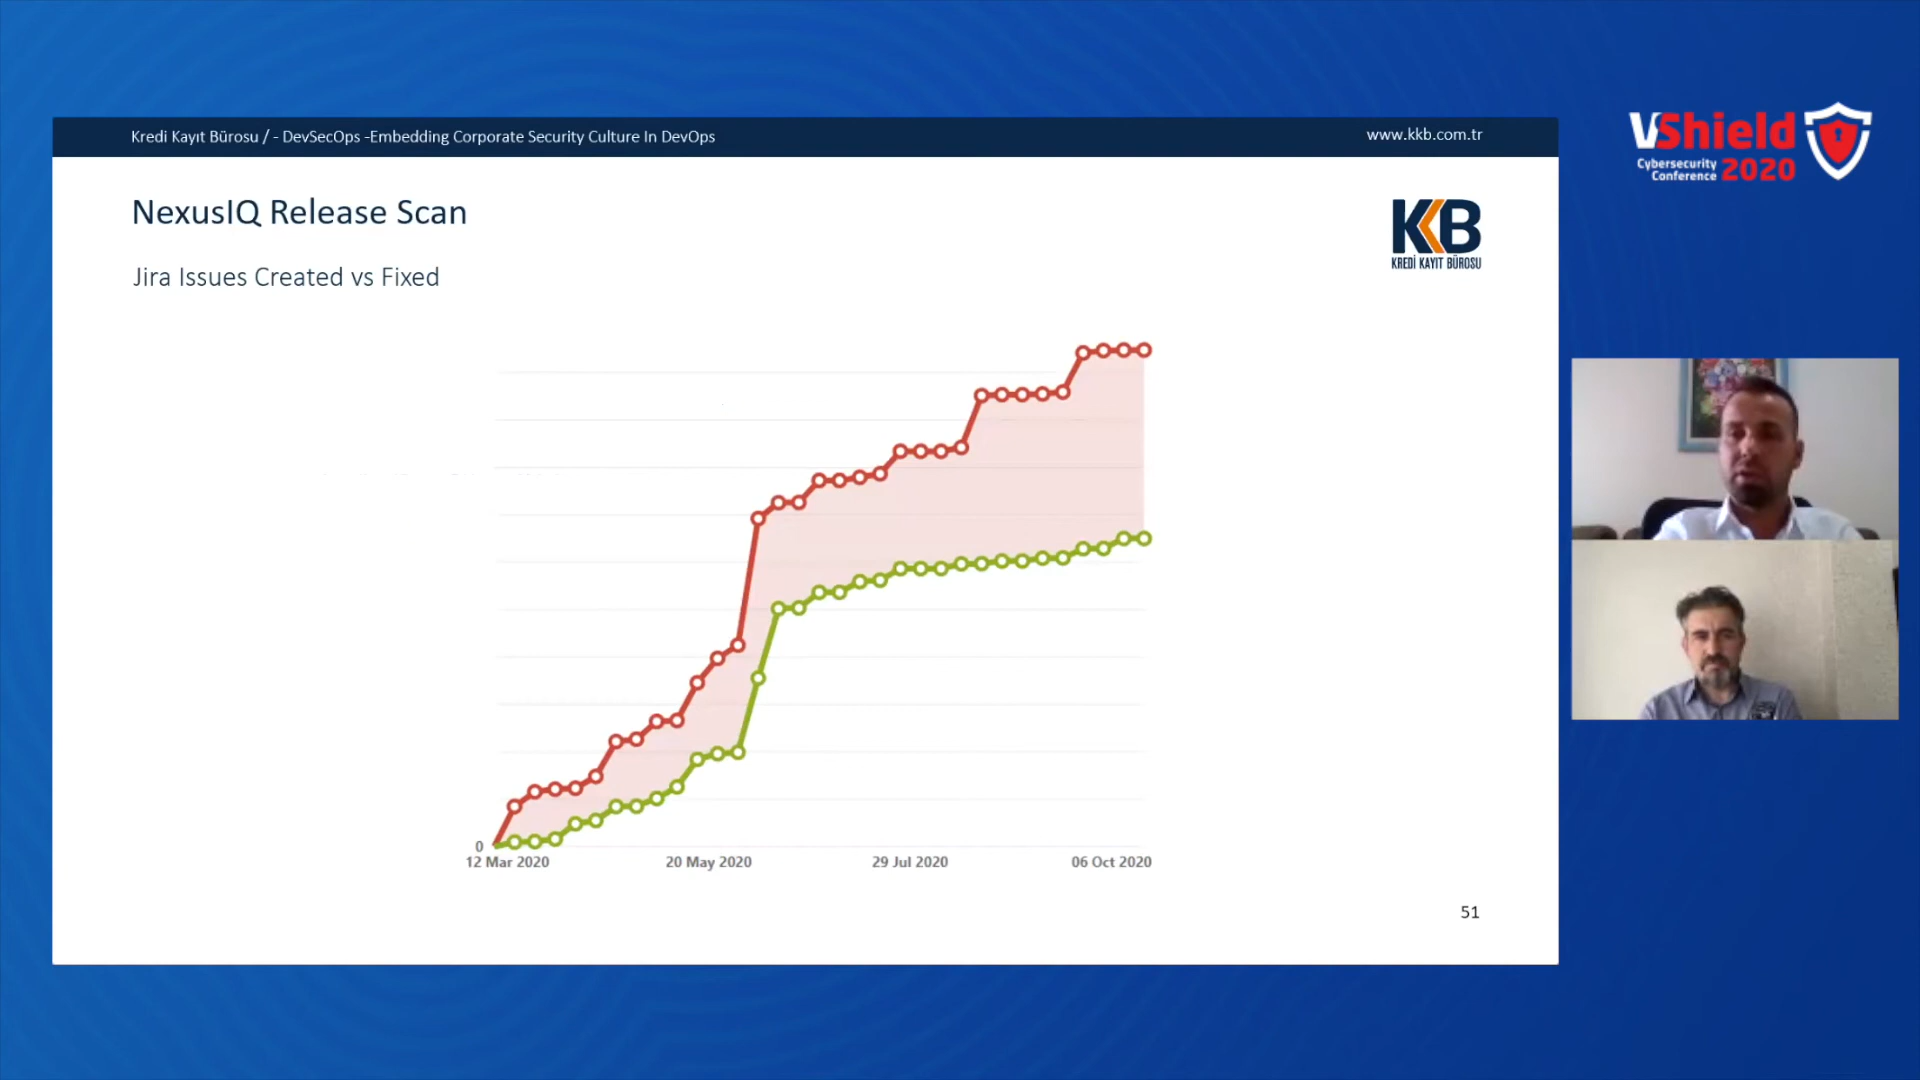 Kredi Kayıt Bürosu / - DevSecOps -Embedding Corporate Security Culture In DevOps
www.kkb.com.tr
VShield
Cybersecurity
Conference 2020
NexusIQ Release Scan
KKB
KREDİ KAYIT BÜROSU
Jira Issues Created vs Fixed
0
12 Mar 2020
20 May 2020
29 Jul 2020
06 Oct 2020
51